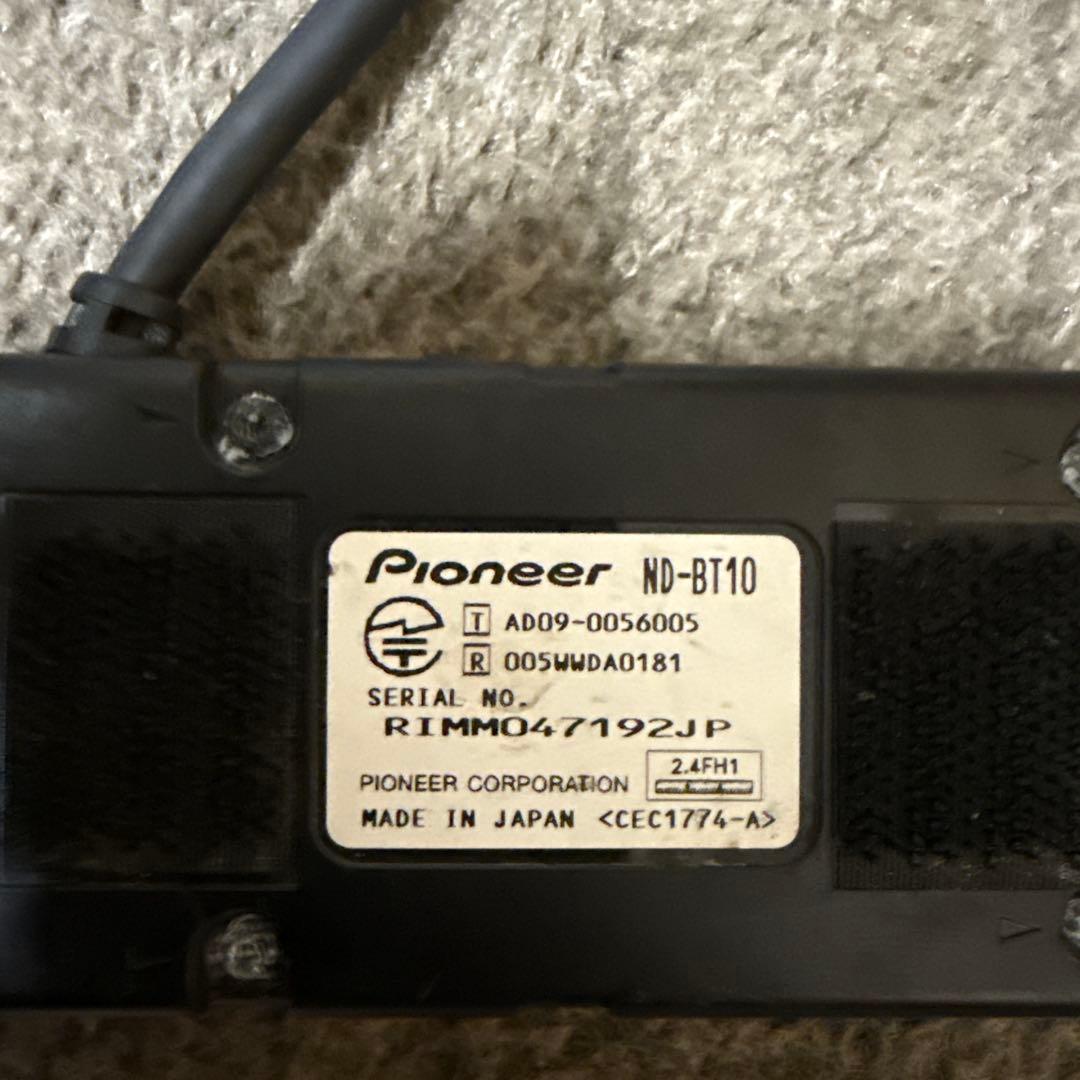 Pioneer ND-BT10
T AD09-0056005
R 005WWDA0181
SERIAL NO.
RIMM047192JP
PIONEER CORPORATION 2.4FH1
MADE IN JAPAN <CEC1774-A>